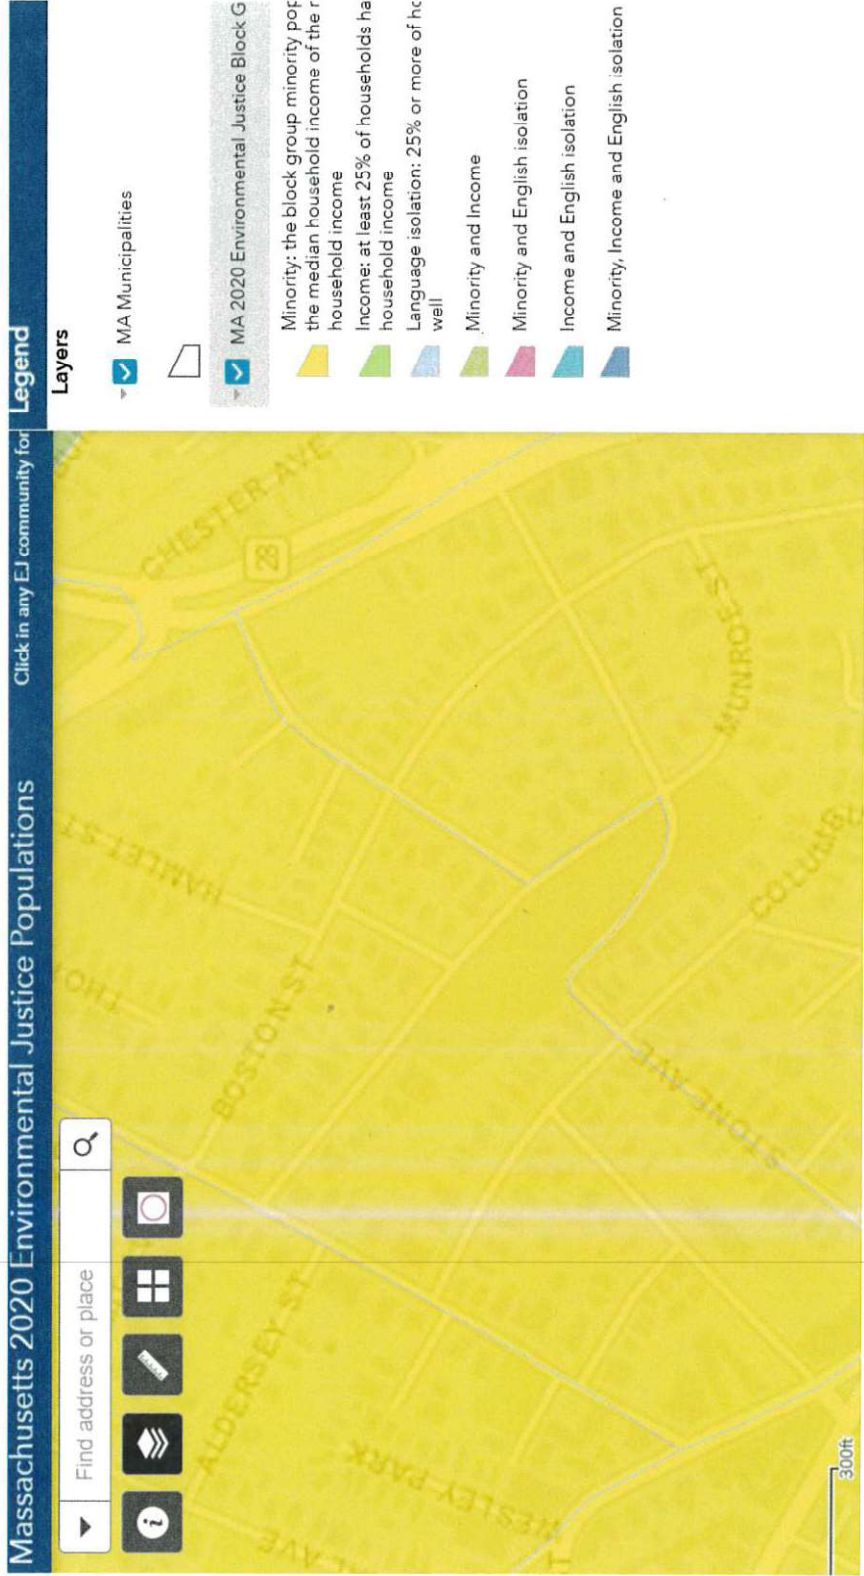 Massachusetts 2020 Environmental Justice Populations
Click in any EJ community for
Legend
Find address or place
Layers
MA Municipalities
MA 2020 Environmental Justice Block G
Minority: the block group minority pop
the median household income of the
household income
Income: at least 25% of households ha
household income
Language isolation: 25% or more of
well
Minority and Income
Minority and English isolation
Income and English isolation
Minority, Income and English isolation
CHESTER AVE
28
HAMLET ST
BOSTON ST
MUNROE ST
STONE AVE
ALDERSEY ST
WESLEY PARK
AVE
300ft